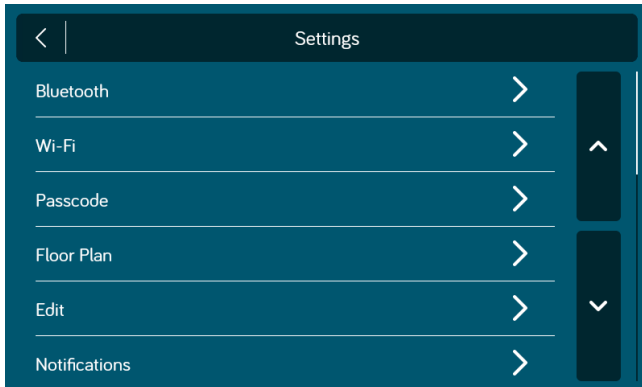 Settings
Bluetooth
Wi-Fi
Passcode
Floor Plan
Edit
Notifications